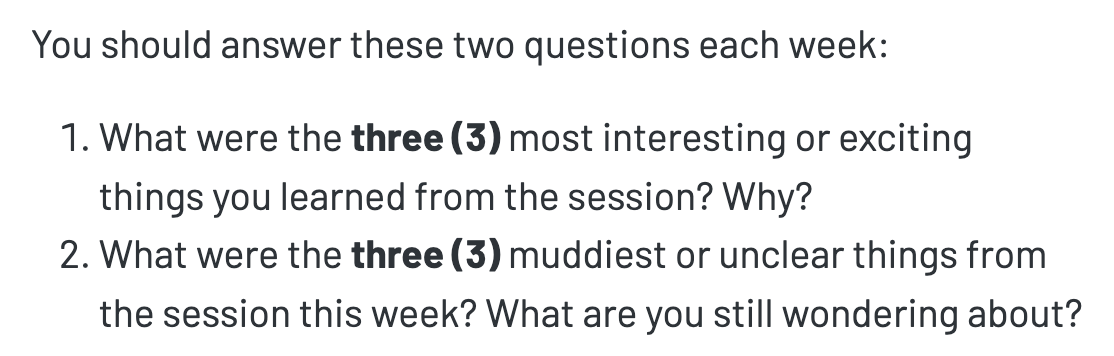 You should answer these two questions each week:
1. What were the three (3) most interesting or exciting
things you learned from the session? Why?
2. What were the three (3) muddiest or unclear things from
the session this week? What are you still wondering about?